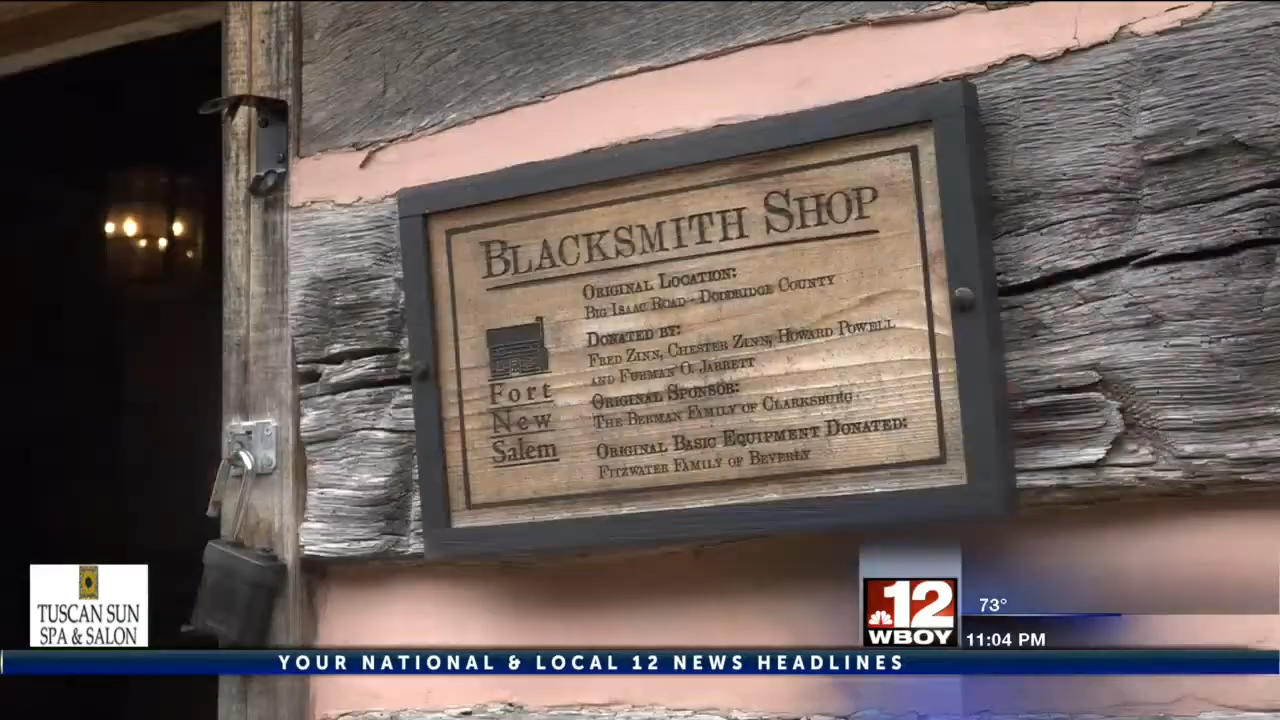 BLACKSMITH SHOP
ORIGINAL LOCATION:
BIG ISAAC ROAD - DODDRIDGE COUNTY
DONATED BY:
FRED ZINN, CHESTER ZINN, HOWARD POWELL
AND FURMAN O. JARRETT
ORIGINAL SPONSOR:
THE BERMAN FAMILY OF CLARKSBURG
ORIGINAL BASIC EQUIPMENT DONATED:
FITZWATER FAMILY OF BEVERLY
Fort
New
Salem
TUSCAN SUN
SPA & SALON
12
WBOY
73°
11:04 PM
YOUR NATIONAL & LOCAL 12 NEWS HEADLINES